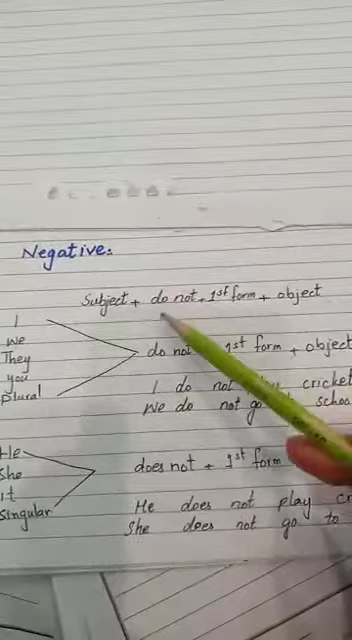 Negative:
Subject + do not + 1st form + object
I
We
They
you
plural
do not 1st form + object
I do not cricket
We do not go school
He
She
it
Singular
does not + 1st form
He does not play cr
She does not go to